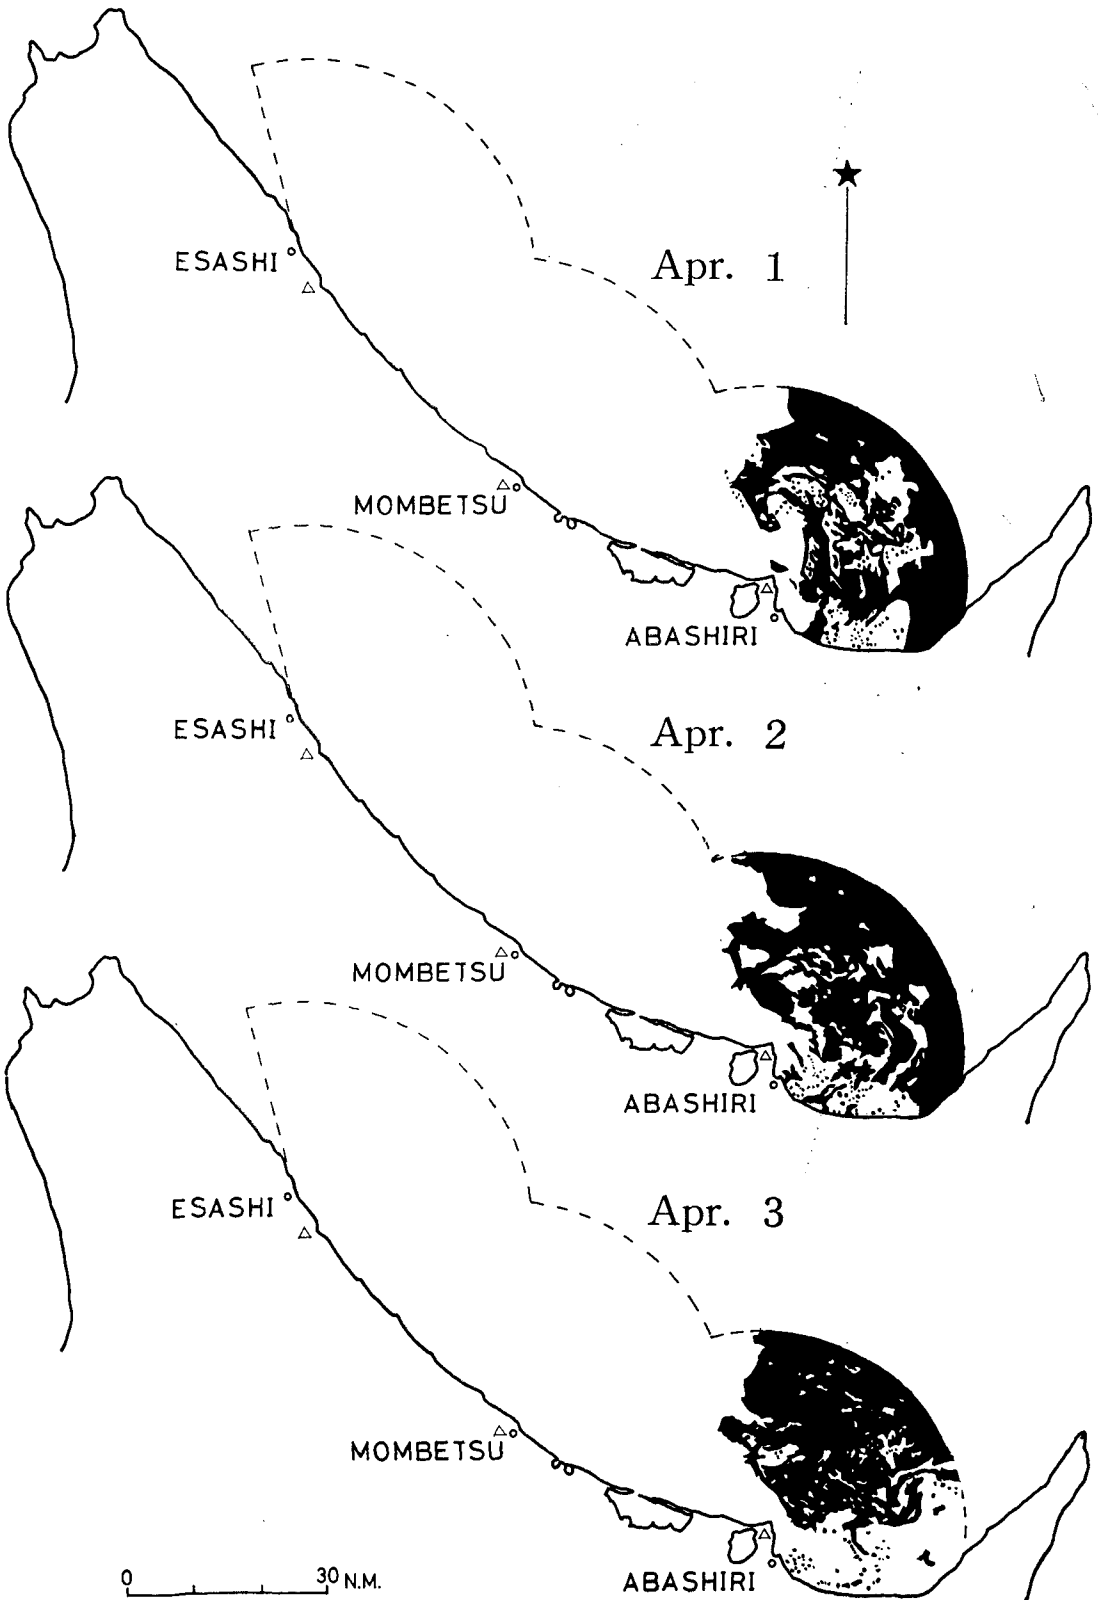 Apr. 1
ESASHI
MOMBETSU
ABASHIRI
Apr. 2
ESASHI
MOMBETSU
ABASHIRI
Apr. 3
ESASHI
MOMBETSU
ABASHIRI
0 30 N.M.